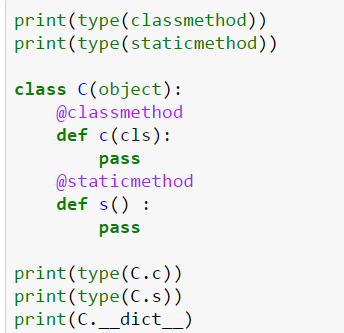 print(type(classmethod))
print(type(staticmethod))
class C(object):
    @classmethod
    def c(cls):
        pass
    @staticmethod
    def s() :
        pass
print(type(C.c))
print(type(C.s))
print(C.__dict__)